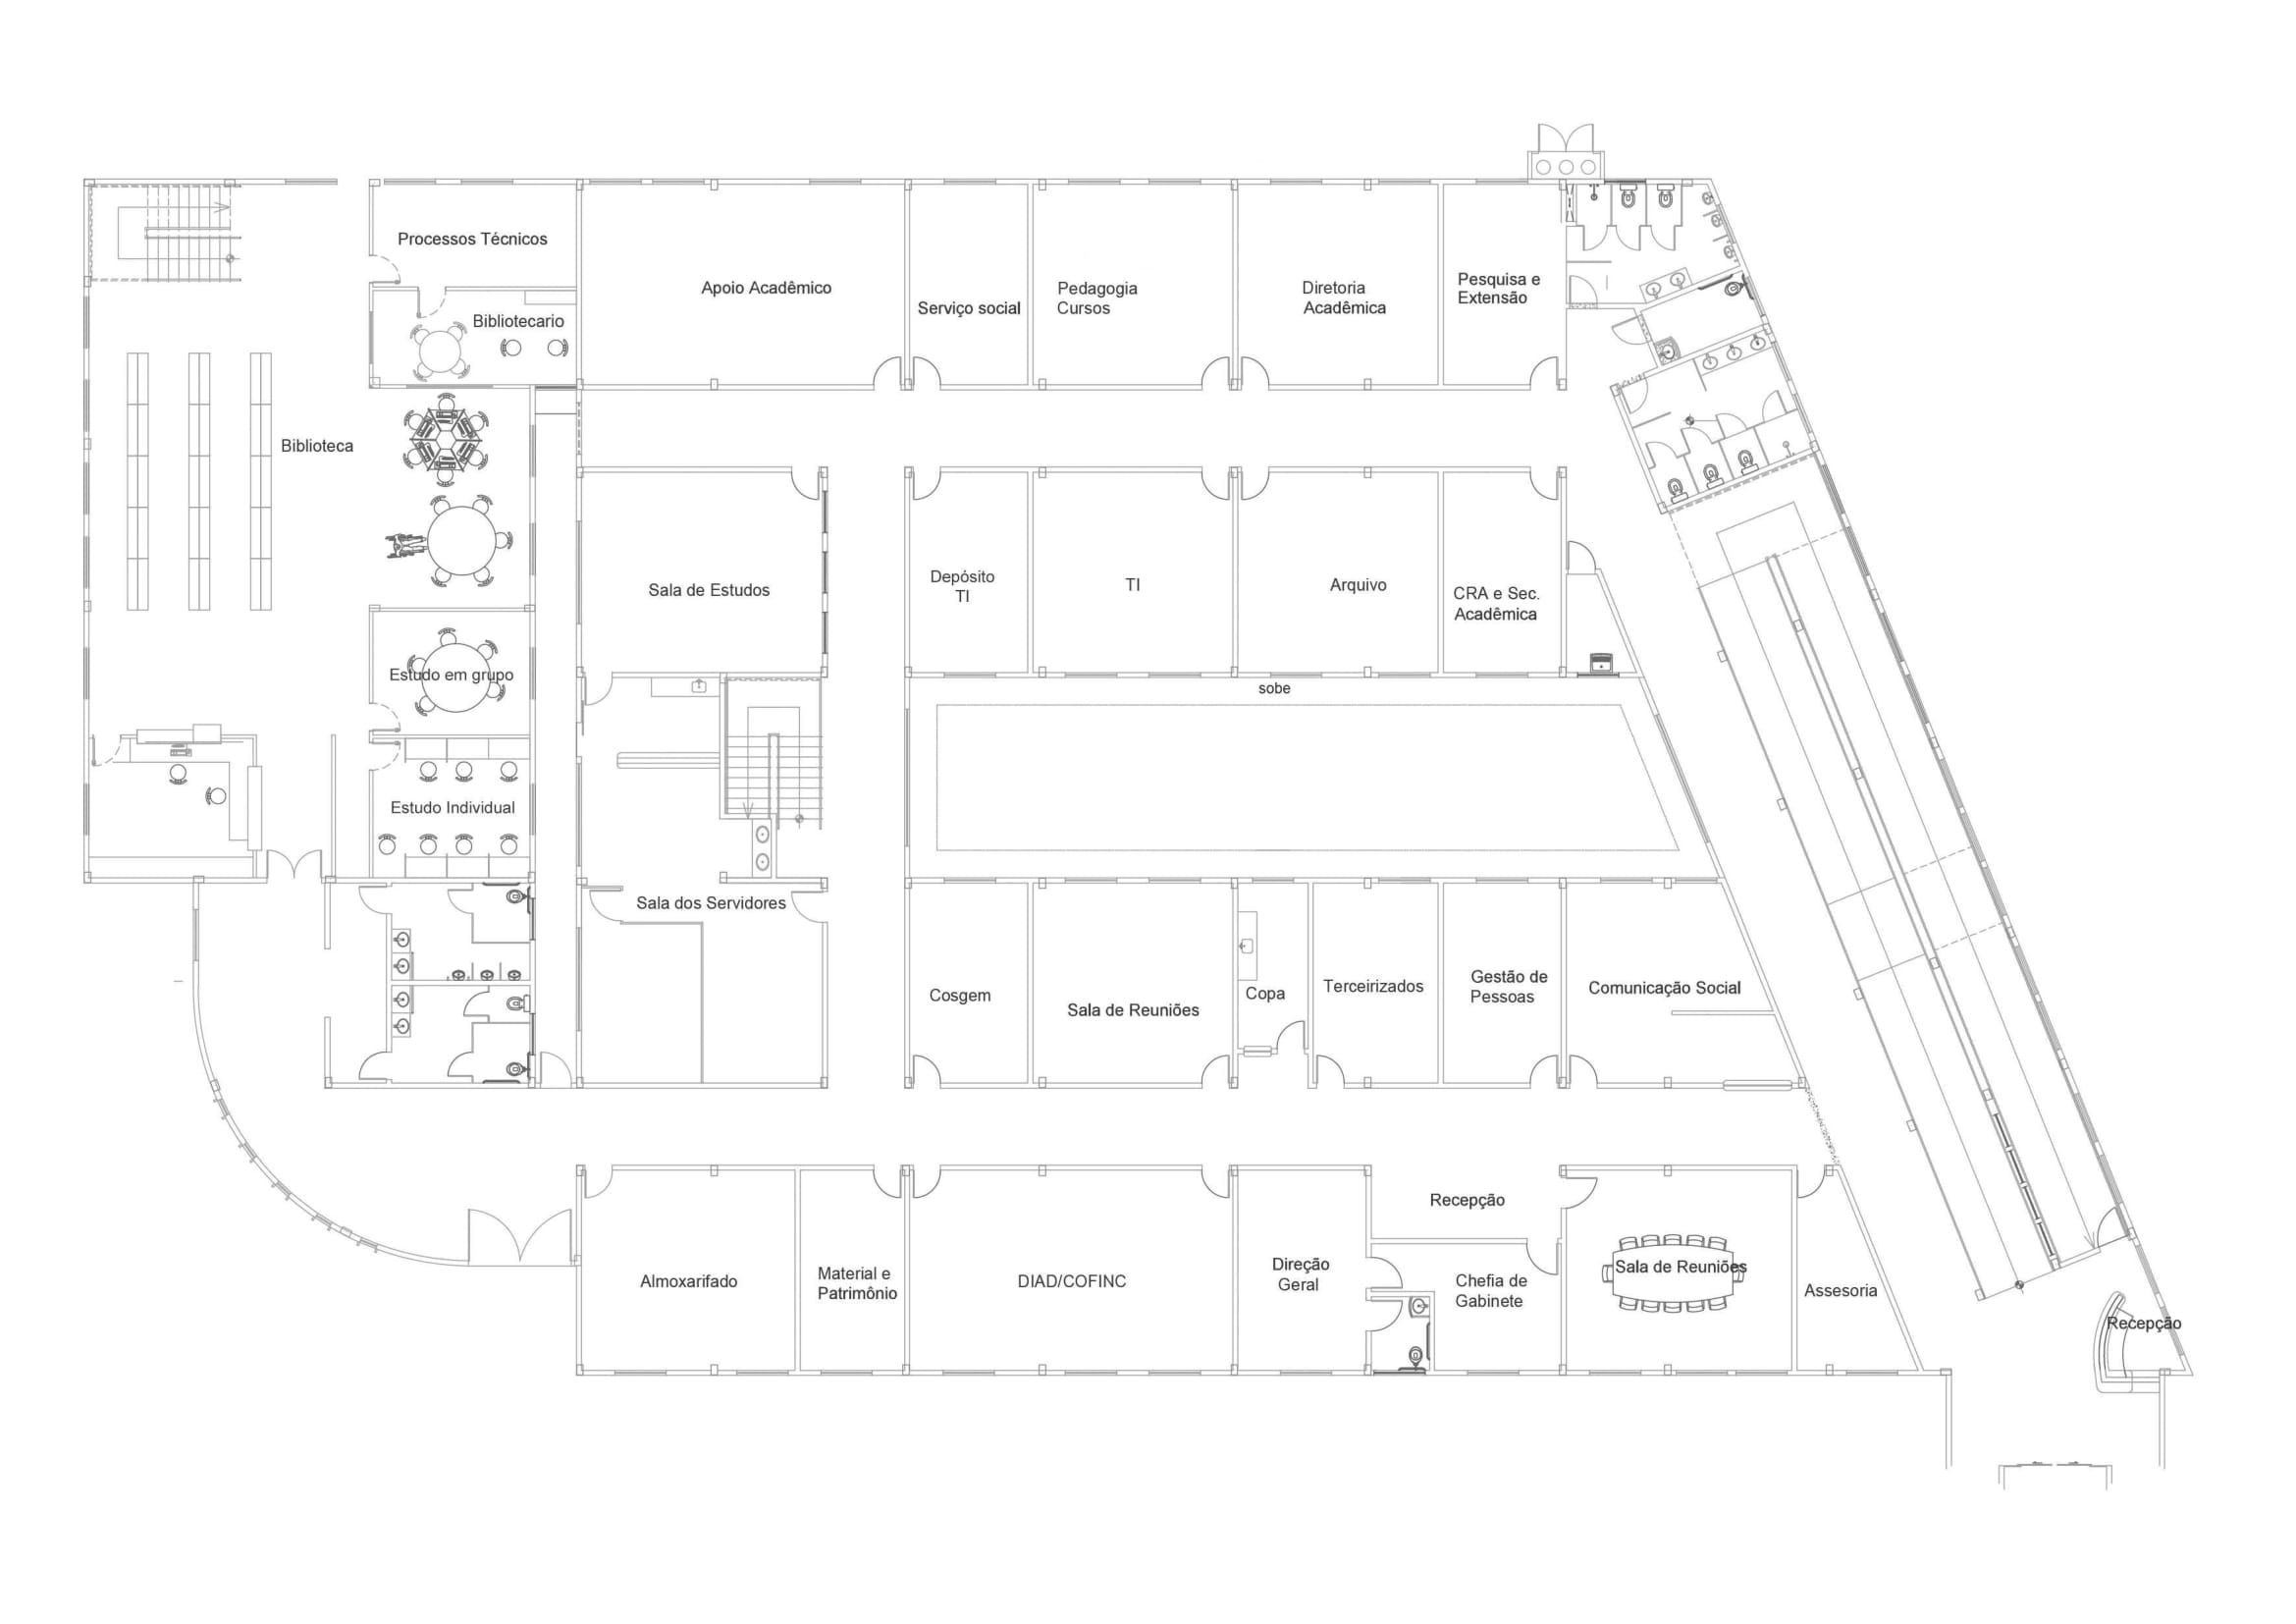 Processos Técnicos
Bibliotecario
Apoio Acadêmico
Serviço social
Pedagogia
Cursos
Diretoria
Acadêmica
Pesquisa e
Extensão
Biblioteca
Sala de Estudos
Depósito
TI
TI
Arquivo
CRA e Sec.
Acadêmica
Estudo em grupo
sobe
Estudo Individual
Sala dos Servidores
Cosgem
Sala de Reuniões
Copa
Terceirizados
Gestão de
Pessoas
Comunicação Social
Recepção
Almoxarifado
Material e
Patrimônio
DIAD/COFINC
Direção
Geral
Chefia de
Gabinete
Sala de Reuniões
Assesoria
Recepção